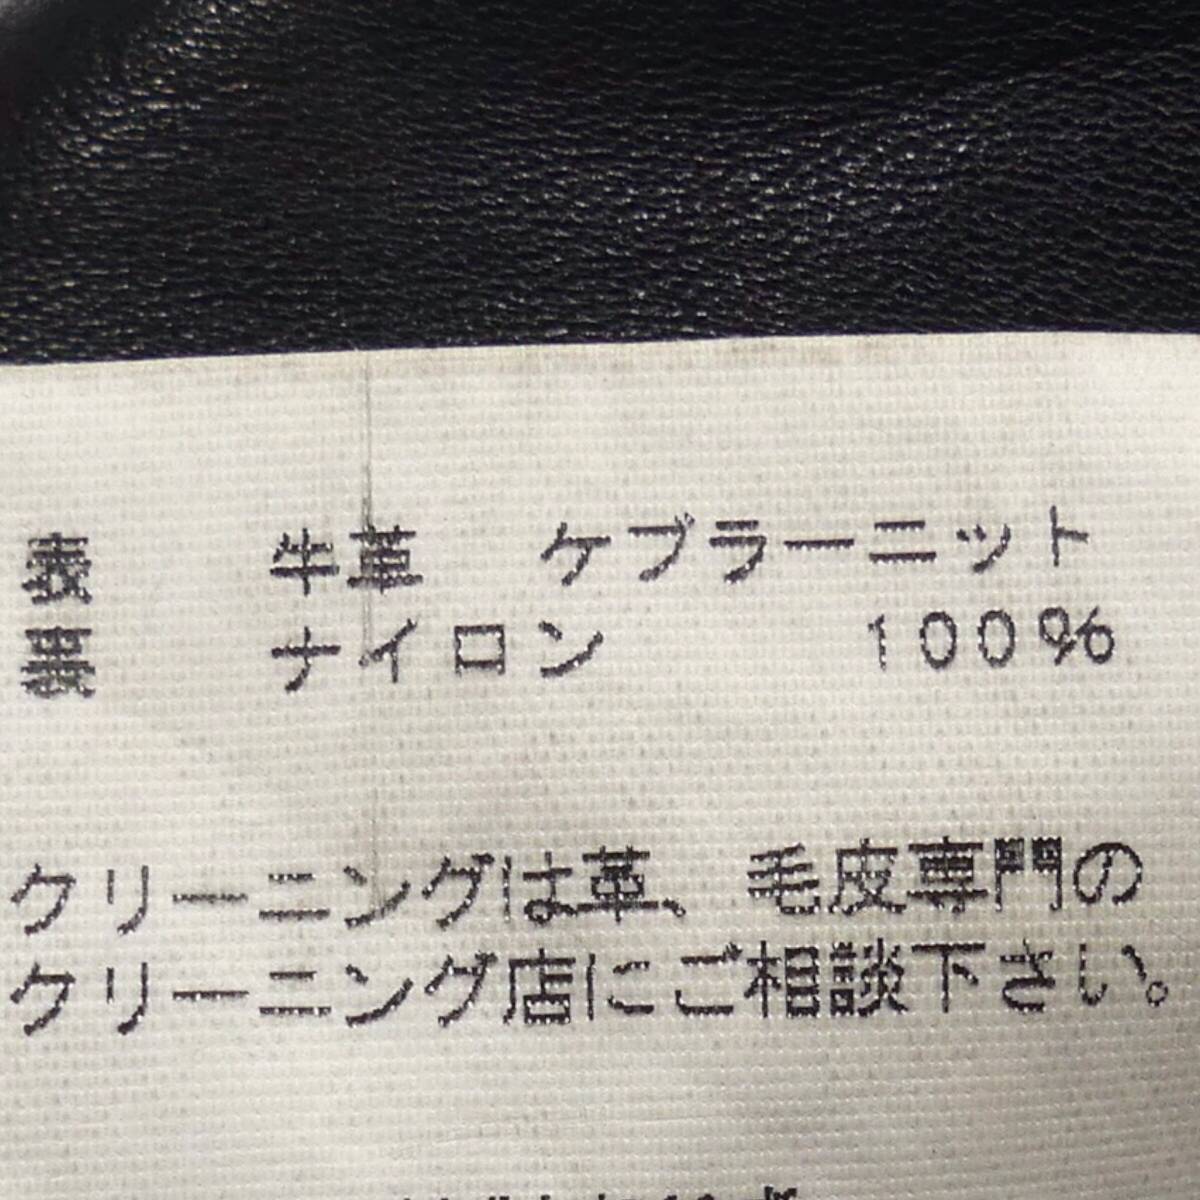 表 牛革 ケブラーニット
裏 ナイロン 100%
クリーニングは革、毛皮専門の
クリーニング店にご相談下さい。